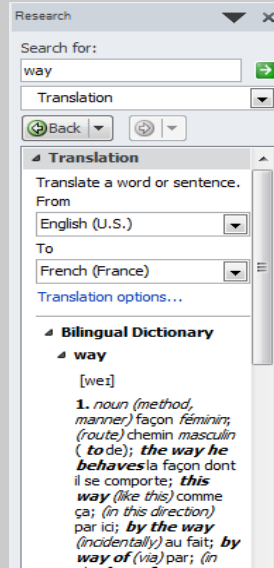 Research
Search for:
way
Translation
Back
Translation
Translate a word or sentence.
From
English (U.S.)
To
French (France)
Translation options...
Bilingual Dictionary
way
[weɪ]
1. noun (method,
manner) façon féminin;
(route) chemin masculin
( to de); the way he
behaves la façon dont
il se comporte; this
way (like this) comme
ça; (in this direction)
par ici; by the way
(incidentally) au fait; by
way of (via) par; (in